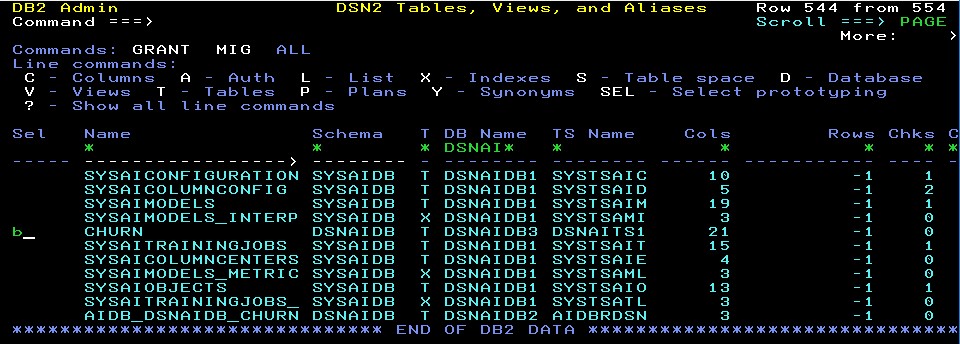 DB2 Admin DSN2 Tables, Views, and Aliases Row 544 from 554
Command ===> Scroll ===> PAGE
More: >
Commands: GRANT MIG ALL
Line commands:
C - Columns A - Auth L - List X - Indexes S - Table space D - Database
V - Views T - Tables P - Plans Y - Synonyms SEL - Select prototyping
? - Show all line commands
Sel Name Schema T DB Name TS Name Cols Rows Chks C
* * * DSNAI* * * * * *
----- ------------------> -------- - -------- -------- ------ ----------- ------ -
SYSAICONFIGURATION SYSAIDB T DSNAIDB1 SYSTSAIC 10 -1 1
SYSAICOLUMNCONFIG SYSAIDB T DSNAIDB1 SYSTSAID 5 -1 2
SYSAIMODELS SYSAIDB T DSNAIDB1 SYSTSAIM 19 -1 1
SYSAIMODELS_INTERP SYSAIDB X DSNAIDB1 SYSTSAMI 3 -1 0
b_ CHURN DSNAIDB T DSNAIDB3 DSNAITS1 21 -1 0
SYSAITRAININGJOBS SYSAIDB T DSNAIDB1 SYSTSAIT 15 -1 1
SYSAICOLUMNCENTERS SYSAIDB T DSNAIDB1 SYSTSAIE 4 -1 0
SYSAIMODELS_METRIC SYSAIDB X DSNAIDB1 SYSTSAML 3 -1 0
SYSAIOBJECTS SYSAIDB T DSNAIDB1 SYSTSAIO 13 -1 1
SYSAITRAININGJOBS_ SYSAIDB X DSNAIDB1 SYSTSATL 3 -1 0
AIDB_DSNAIDB_CHURN DSNAIDB T DSNAIDB2 AIDBRDSN 3 -1 0
******************************* END OF DB2 DATA *******************************